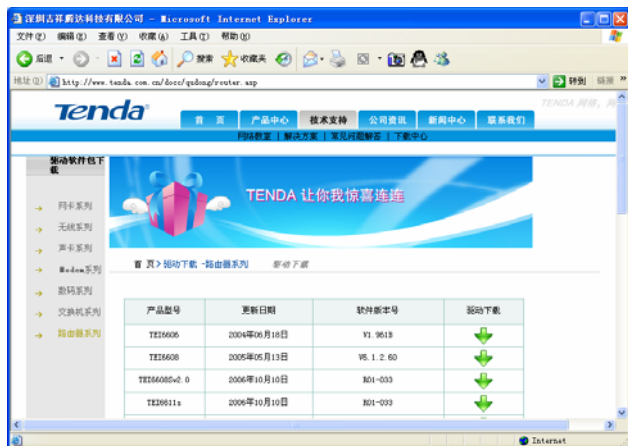 深圳吉祥腾达科技有限公司 - Microsoft Internet Explorer
文件(F) 编辑(E) 查看(V) 收藏(A) 工具(T) 帮助(H)
后退 搜索 收藏夹
地址(D) http://www.tenda.com.cn/docc/qudong/router.asp 转到 链接 »
Tenda
TENDA 网络，
首 页 产品中心 技术支持 公司资讯 新闻中心 联系我们
网络教室 | 解决方案 | 常见问题解答 | 下载中心
驱动软件包下载
TENDA 让你我惊喜连连
网卡系列
无线系列
声卡系列
Modem系列
数码系列
交换机系列
路由器系列
首 页>驱动下载 -路由器系列 驱动下载
产品型号 更新日期 软件版本号 驱动下载
TEI6606 2004年06月18日 V1.961B
TEI6608 2005年05月13日 V6.1.2.60
TEI6608Sv2.0 2006年10月10日 R01-033
TEI6611s 2006年10月10日 R01-033
Internet